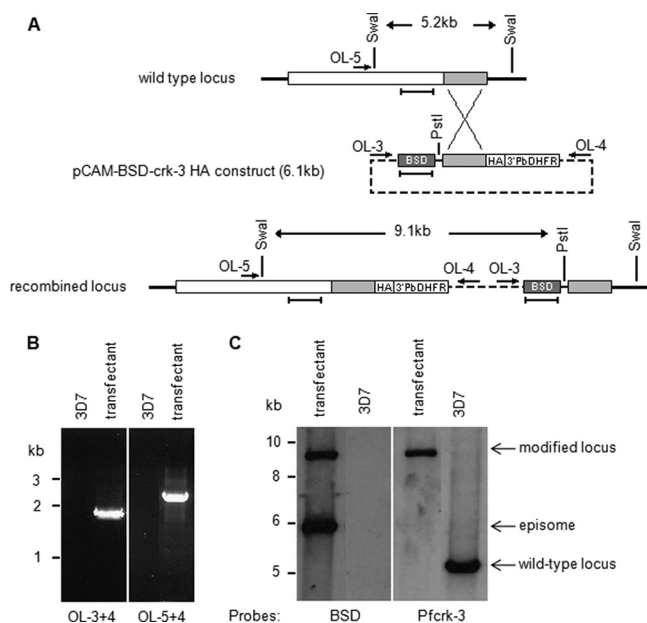 A
SwaI
5.2kb
SwaI
OL-5
wild type locus
PstI
OL-3
OL-4
BSD
HA
3'PbDHFR
pCAM-BSD-crk-3 HA construct (6.1kb)
9.1kb
SwaI
PstI
SwaI
OL-5
OL-4
OL-3
recombined locus
HA
3'PbDHFR
BSD
B
3D7
transfectant
3D7
transfectant
kb
3
2
1
OL-3+4
OL-5+4
C
transfectant
3D7
transfectant
3D7
kb
10
8
6
5
modified locus
episome
wild-type locus
Probes:
BSD
Pfcrk-3